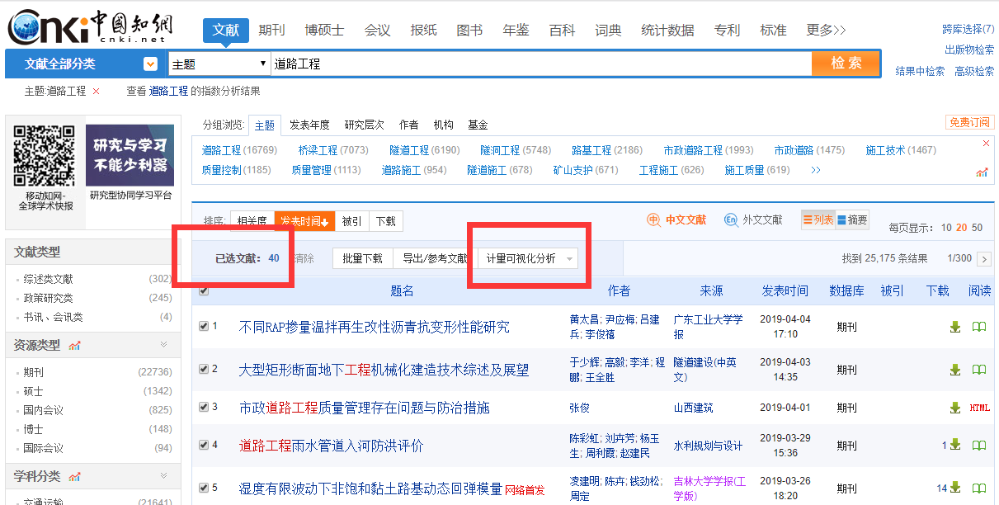 Cnki中國知網
cnki.net
文献 期刊 博硕士 会议 报纸 图书 年鉴 百科 词典 统计数据 专利 标准 更多>>
跨库选择(7)
出版物检索
文献全部分类 主题 道路工程 检 索
结果中检索 高级检索
主题:道路工程 × 查看 道路工程 的指数分析结果
研究与学习
不能少利器
移动知网-
全球学术快报
研究型协同学习平台
分组浏览: 主题 发表年度 研究层次 作者 机构 基金 免费订阅
道路工程(16769) 桥梁工程(7073) 隧道工程(6190) 隧洞工程(5748) 路基工程(2186) 市政道路工程(1993) 市政道路(1475) 施工技术(1467)
质量控制(1185) 质量管理(1113) 道路施工(954) 隧道施工(678) 矿山支护(671) 工程施工(626) 施工质量(619) >>
排序: 相关度 发表时间↓ 被引 下载 中 中文文献 En 外文文献 列表 摘要 每页显示: 10 20 50
已选文献: 40 清除 批量下载 导出/参考文献 计量可视化分析 找到 25,175 条结果 1/300 >
题名 作者 来源 发表时间 数据库 被引 下载 阅读
1 不同RAP掺量温拌再生改性沥青抗变形性能研究 黄太昌; 尹应梅; 吕建兵; 李俊禧 广东工业大学学报 2019-04-04 17:10 期刊
2 大型矩形断面地下工程机械化建造技术综述及展望 于少辉; 高毅; 李洋; 程鹏; 王全胜 隧道建设(中英文) 2019-04-03 14:35 期刊
3 市政道路工程质量管理存在问题与防治措施 张俊 山西建筑 2019-04-01 期刊 HTML
4 道路工程雨水管道入河防洪评价 陈彩虹; 刘卉芳; 杨玉生; 周利霞; 赵建民 水利规划与设计 2019-03-29 15:36 期刊 1
5 湿度有限波动下非饱和黏土路基动态回弹模量 网络首发 凌建明; 陈卉; 钱劲松; 周定 吉林大学学报(工学版) 2019-03-26 18:20 期刊 14
文献类型
综述类文献 (302)
政策研究类 (245)
书讯、会讯类 (4)
资源类型
期刊 (22736)
硕士 (1342)
国内会议 (825)
博士 (148)
国际会议 (94)
学科分类
交通运输 (21641)